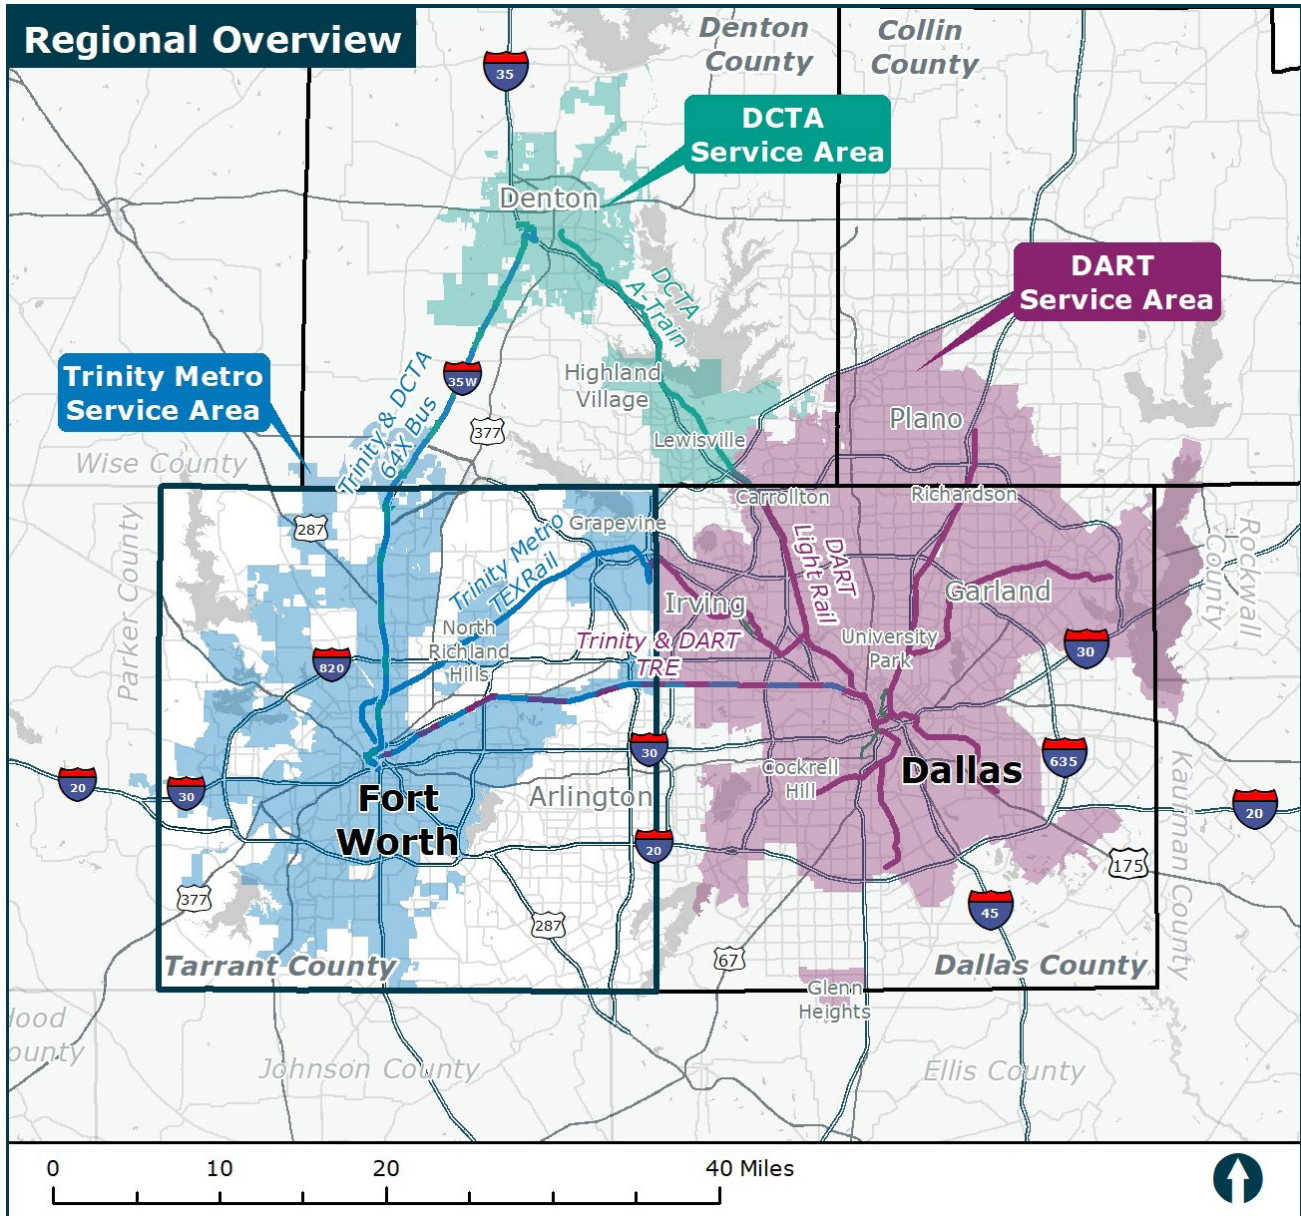 Regional Overview
Denton
County
Collin
County
35
DCTA
Service Area
Denton
DART
Service Area
DCTA
A-Train
Trinity Metro
Service Area
Trinity & DCTA
64X Bus
35W
377
Highland
Village
Plano
Lewisville
Wise County
Carrollton
Richardson
287
Grapevine
Parker County
Rockwall
County
Trinity Metro
TEXRail
DART
Light Rail
Irving
Garland
North
Richland
Hills
Trinity & DART
TRE
University
Park
820
30
30
635
20
30
Cockrell
Hill
Dallas
Arlington
Fort
Worth
20
20
Kaufman County
175
377
287
45
67
Tarrant County
Dallas County
Glenn
Heights
Hood
County
Johnson County
Ellis County
0
10
20
40 Miles